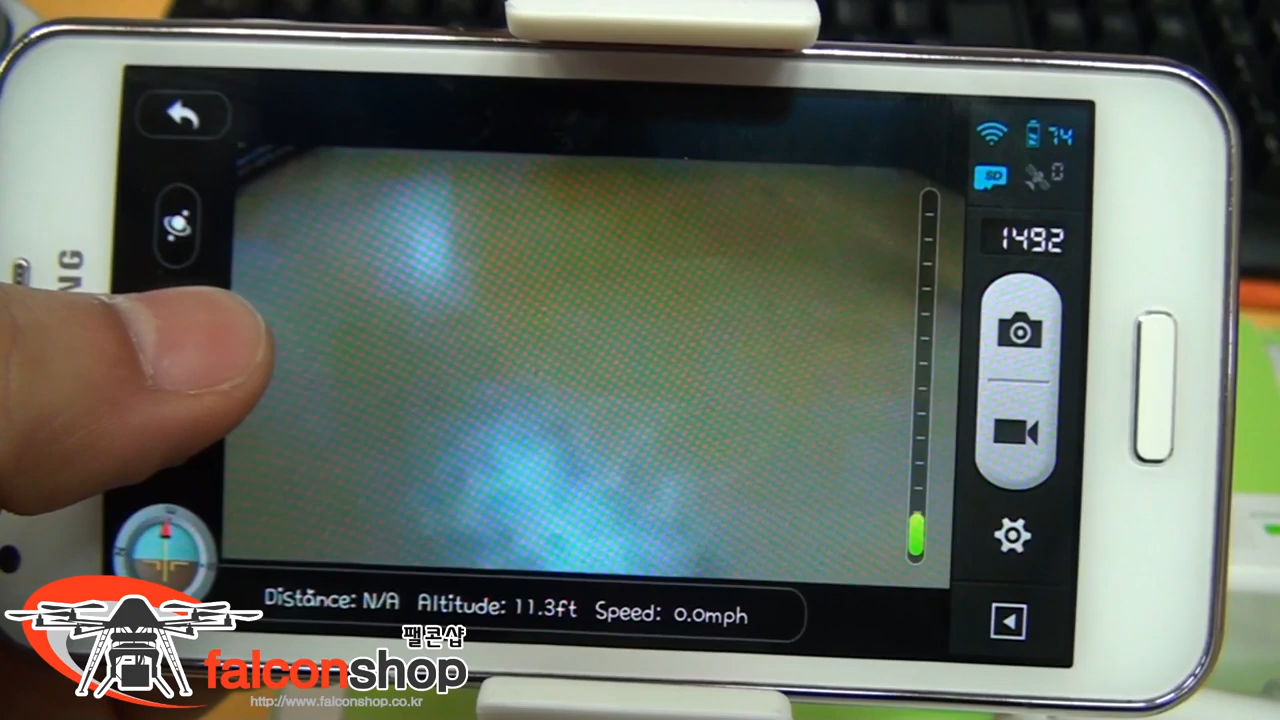 74
SD
0
1492
NG
Distance: N/A Altitude: 11.3ft Speed: 0.0mph
팰콘샵
falconshop
http://www.falconshop.co.kr